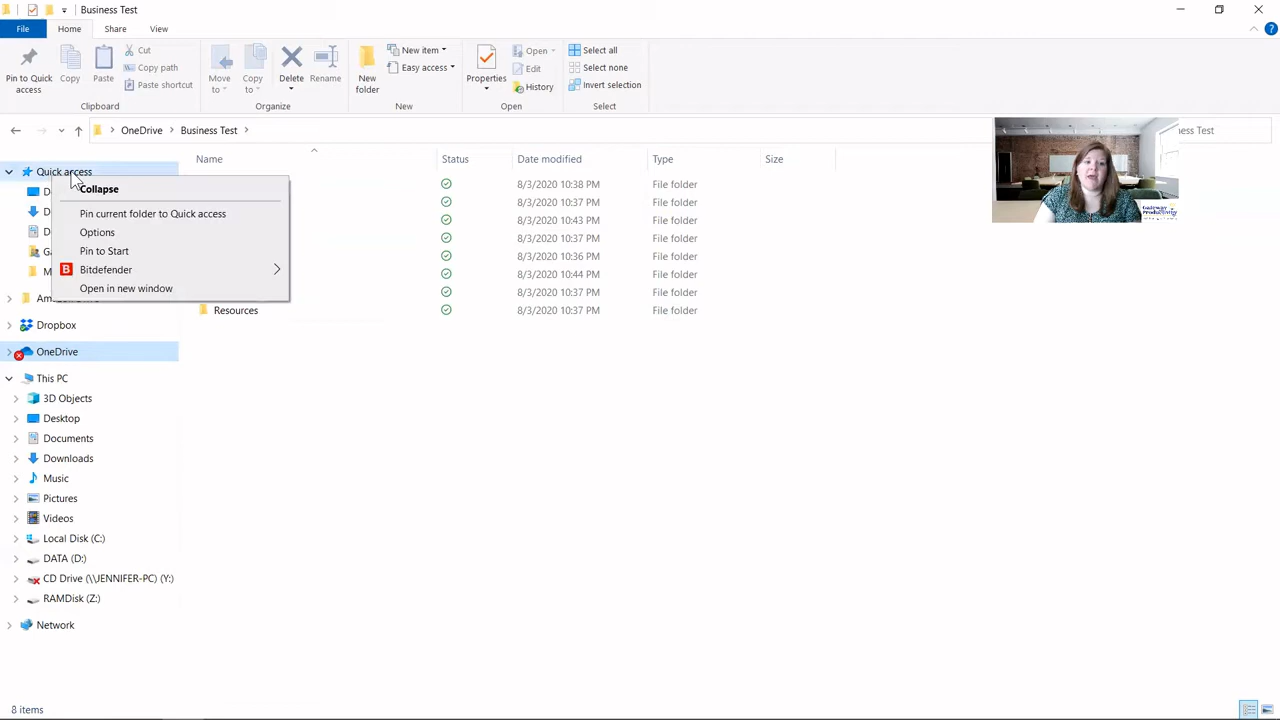 Business Test
File
Home
Share
View
Pin to Quick access
Copy
Paste
Cut
Copy path
Paste shortcut
Clipboard
Move to
Copy to
Delete
Rename
Organize
New folder
New item
Easy access
New
Properties
Open
Edit
History
Open
Select all
Select none
Invert selection
Select
OneDrive
Business Test
ess Test
Name
Status
Date modified
Type
Size
Quick access
Collapse
Pin current folder to Quick access
Options
Pin to Start
B Bitdefender
Open in new window
8/3/2020 10:38 PM File folder
8/3/2020 10:37 PM File folder
8/3/2020 10:43 PM File folder
8/3/2020 10:37 PM File folder
8/3/2020 10:36 PM File folder
8/3/2020 10:44 PM File folder
8/3/2020 10:37 PM File folder
Resources 8/3/2020 10:37 PM File folder
Gateway
Productivity
Dropbox
OneDrive
This PC
3D Objects
Desktop
Documents
Downloads
Music
Pictures
Videos
Local Disk (C:)
DATA (D:)
CD Drive (\\JENNIFER-PC) (Y:)
RAMDisk (Z:)
Network
8 items